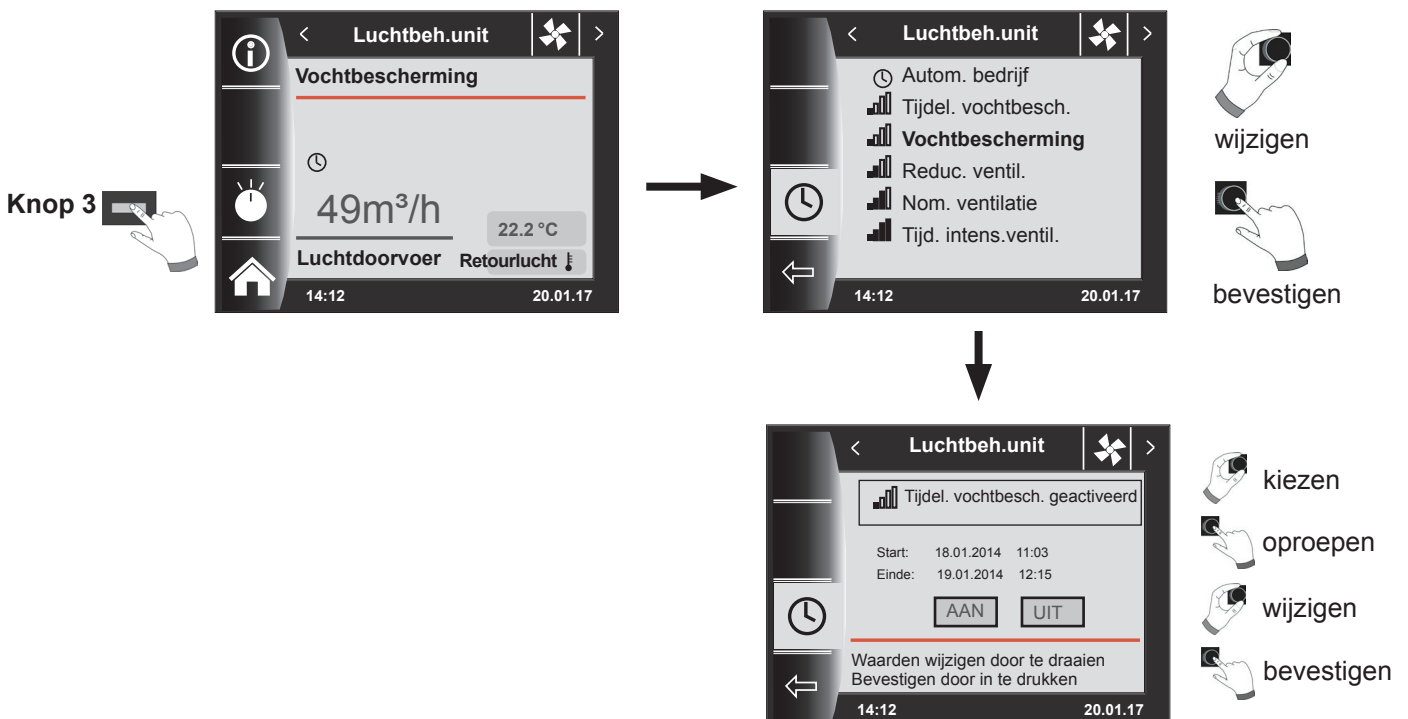 Knop 3
< Luchtbeh.unit >
Vochtbescherming
49m³/h
22.2 °C
Luchtdoorvoer Retourlucht
14:12 20.01.17
< Luchtbeh.unit >
Autom. bedrijf
Tijdel. vochtbesch.
Vochtbescherming
Reduc. ventil.
Nom. ventilatie
Tijd. intens.ventil.
14:12 20.01.17
wijzigen
bevestigen
< Luchtbeh.unit >
Tijdel. vochtbesch. geactiveerd
Start: 18.01.2014 11:03
Einde: 19.01.2014 12:15
AAN UIT
Waarden wijzigen door te draaien
Bevestigen door in te drukken
14:12 20.01.17
kiezen
oproepen
wijzigen
bevestigen